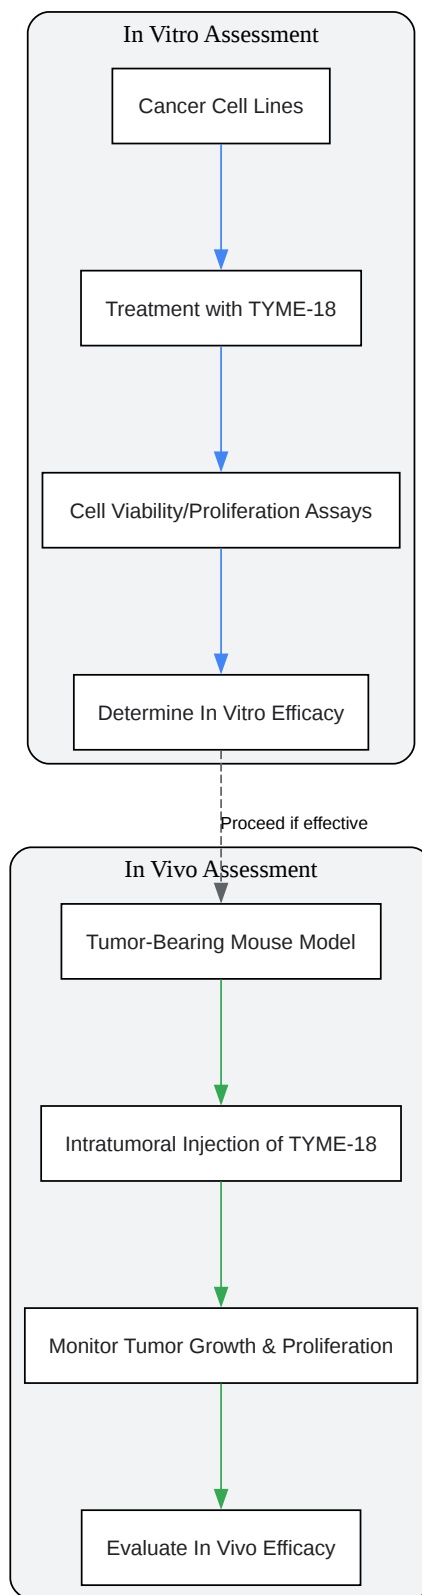 In Vitro Assessment
Cancer Cell Lines
Treatment with TYME-18
Cell Viability/Proliferation Assays
Determine In Vitro Efficacy
Proceed if effective
In Vivo Assessment
Tumor-Bearing Mouse Model
Intratumoral Injection of TYME-18
Monitor Tumor Growth & Proliferation
Evaluate In Vivo Efficacy